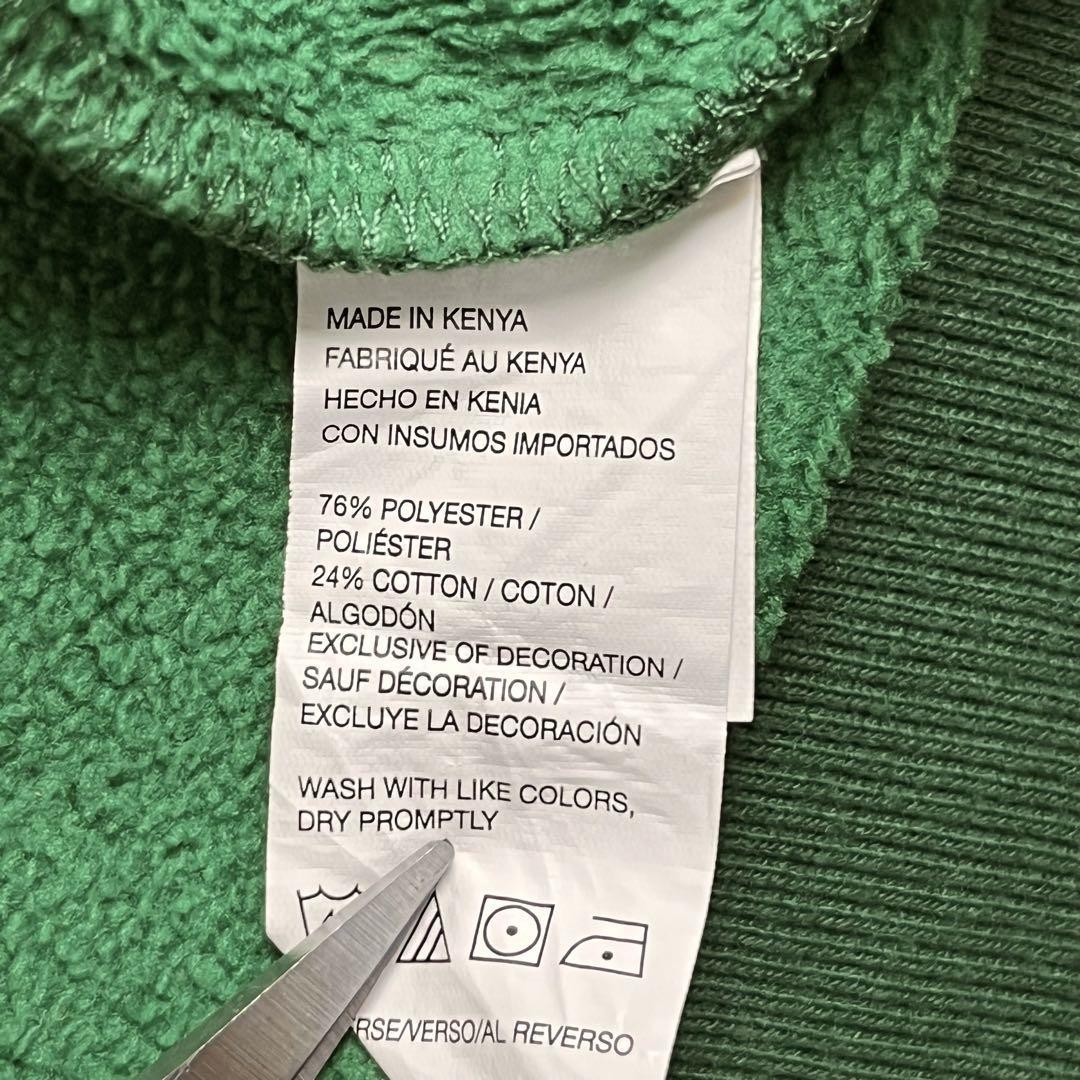 MADE IN KENYA
FABRIQUÉ AU KENYA
HECHO EN KENIA
CON INSUMOS IMPORTADOS
76% POLYESTER /
POLIÉSTER
24% COTTON / COTON /
ALGODÓN
EXCLUSIVE OF DECORATION /
SAUF DÉCORATION /
EXCLUYE LA DECORACIÓN
WASH WITH LIKE COLORS,
DRY PROMPTLY
RSE/VERSO/AL REVERSO